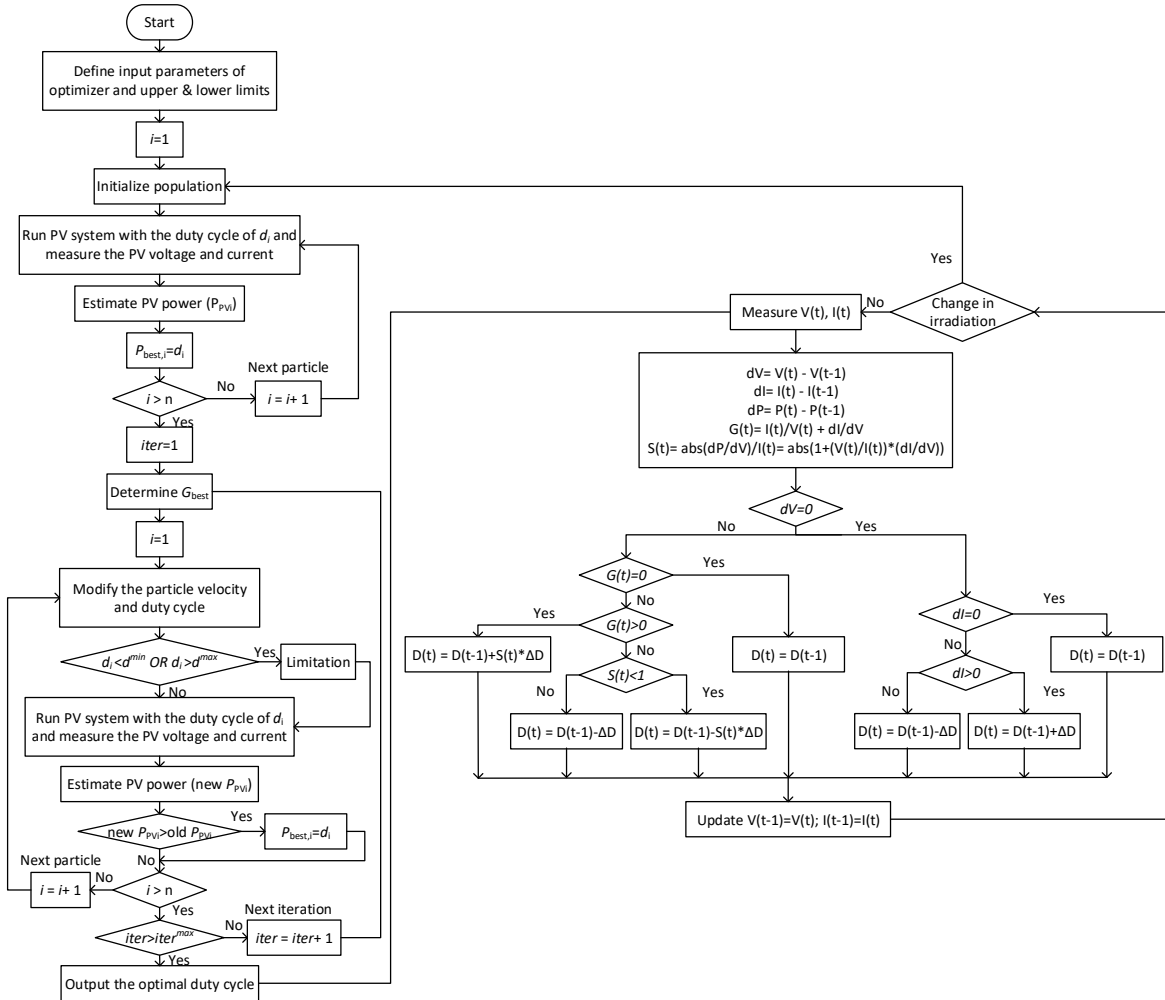 Start
Define input parameters of
optimizer and upper & lower limits
i=1
Initialize population
Run PV system with the duty cycle of di and
measure the PV voltage and current
Estimate PV power (PPVi)
Pbest,i=di
Next particle
i > n
No
i = i+ 1
Yes
iter=1
Determine Gbest
i=1
Modify the particle velocity
and duty cycle
di<dmin OR di>dmax
Yes
Limitation
No
Run PV system with the duty cycle of di
and measure the PV voltage and current
Estimate PV power (new PPVi)
new PPVi>old PPVi
Yes
Pbest,i=di
No
Next particle
i = i+ 1
No
i > n
Yes
Next iteration
iter>itermax
No
iter = iter+ 1
Yes
Output the optimal duty cycle
Yes
Change in
irradiation
No
Measure V(t), I(t)
dV= V(t) - V(t-1)
dI= I(t) - I(t-1)
dP= P(t) - P(t-1)
G(t)= I(t)/V(t) + dI/dV
S(t)= abs(dP/dV)/I(t)= abs(1+(V(t)/I(t))*(dI/dV))
dV=0
No
Yes
G(t)=0
Yes
No
G(t)>0
Yes
No
D(t) = D(t-1)+S(t)*ΔD
D(t) = D(t-1)
S(t)<1
No
Yes
D(t) = D(t-1)-ΔD
D(t) = D(t-1)-S(t)*ΔD
dI=0
Yes
No
D(t) = D(t-1)
dI>0
No
Yes
D(t) = D(t-1)-ΔD
D(t) = D(t-1)+ΔD
Update V(t-1)=V(t); I(t-1)=I(t)